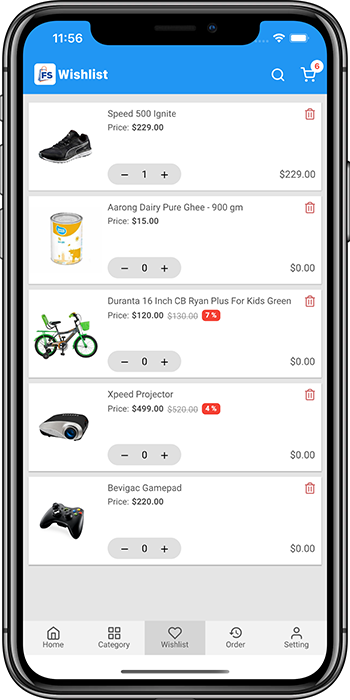 11:56
FS Wishlist
6
Speed 500 Ignite
Price: $229.00
− 1 +
$229.00
Aarong Dairy Pure Ghee - 900 gm
Price: $15.00
− 0 +
$0.00
Duranta 16 Inch CB Ryan Plus For Kids Green
Price: $120.00 $130.00 7 %
− 0 +
$0.00
Xpeed Projector
Price: $499.00 $520.00 4 %
− 0 +
$0.00
Bevigac Gamepad
Price: $220.00
− 0 +
$0.00
Home Category Wishlist Order Setting